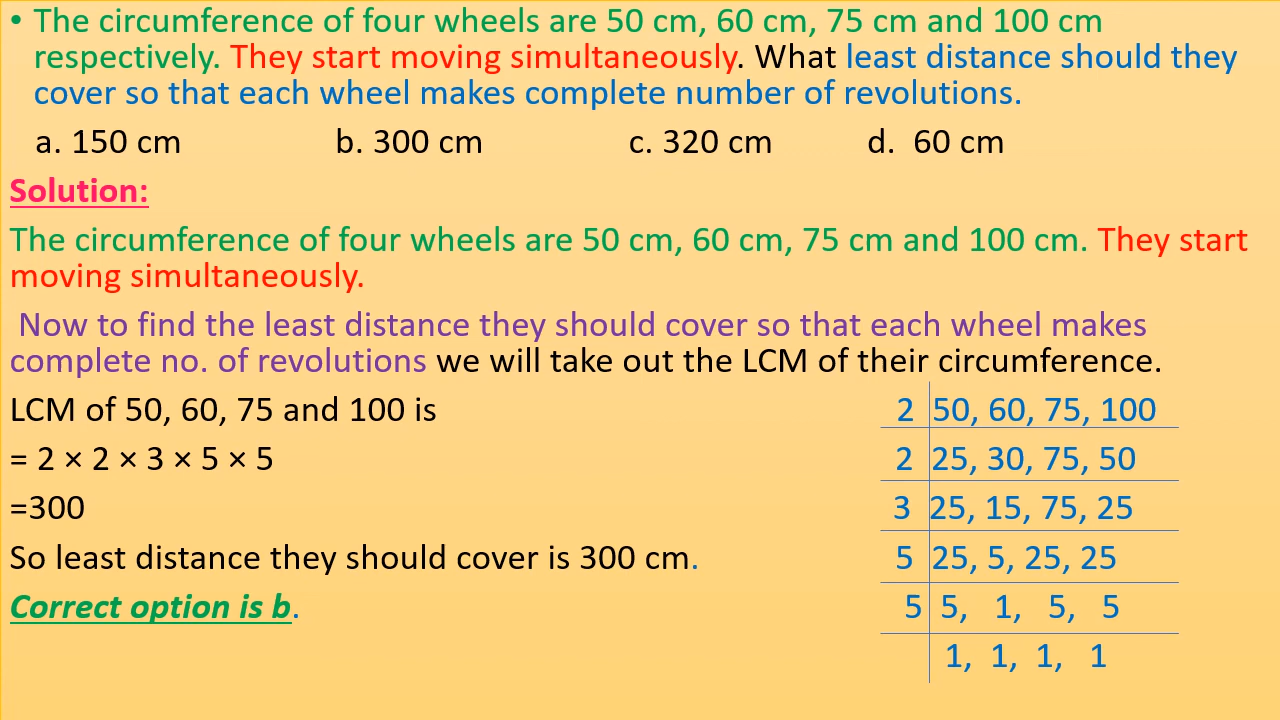 • The circumference of four wheels are 50 cm, 60 cm, 75 cm and 100 cm
respectively. They start moving simultaneously. What least distance should they
cover so that each wheel makes complete number of revolutions.
a. 150 cm b. 300 cm c. 320 cm d. 60 cm
Solution:
The circumference of four wheels are 50 cm, 60 cm, 75 cm and 100 cm. They start
moving simultaneously.
Now to find the least distance they should cover so that each wheel makes
complete no. of revolutions we will take out the LCM of their circumference.
LCM of 50, 60, 75 and 100 is
= 2 × 2 × 3 × 5 × 5
=300
So least distance they should cover is 300 cm.
Correct option is b.
2 50, 60, 75, 100
2 25, 30, 75, 50
3 25, 15, 75, 25
5 25, 5, 25, 25
5 5, 1, 5, 5
1, 1, 1, 1